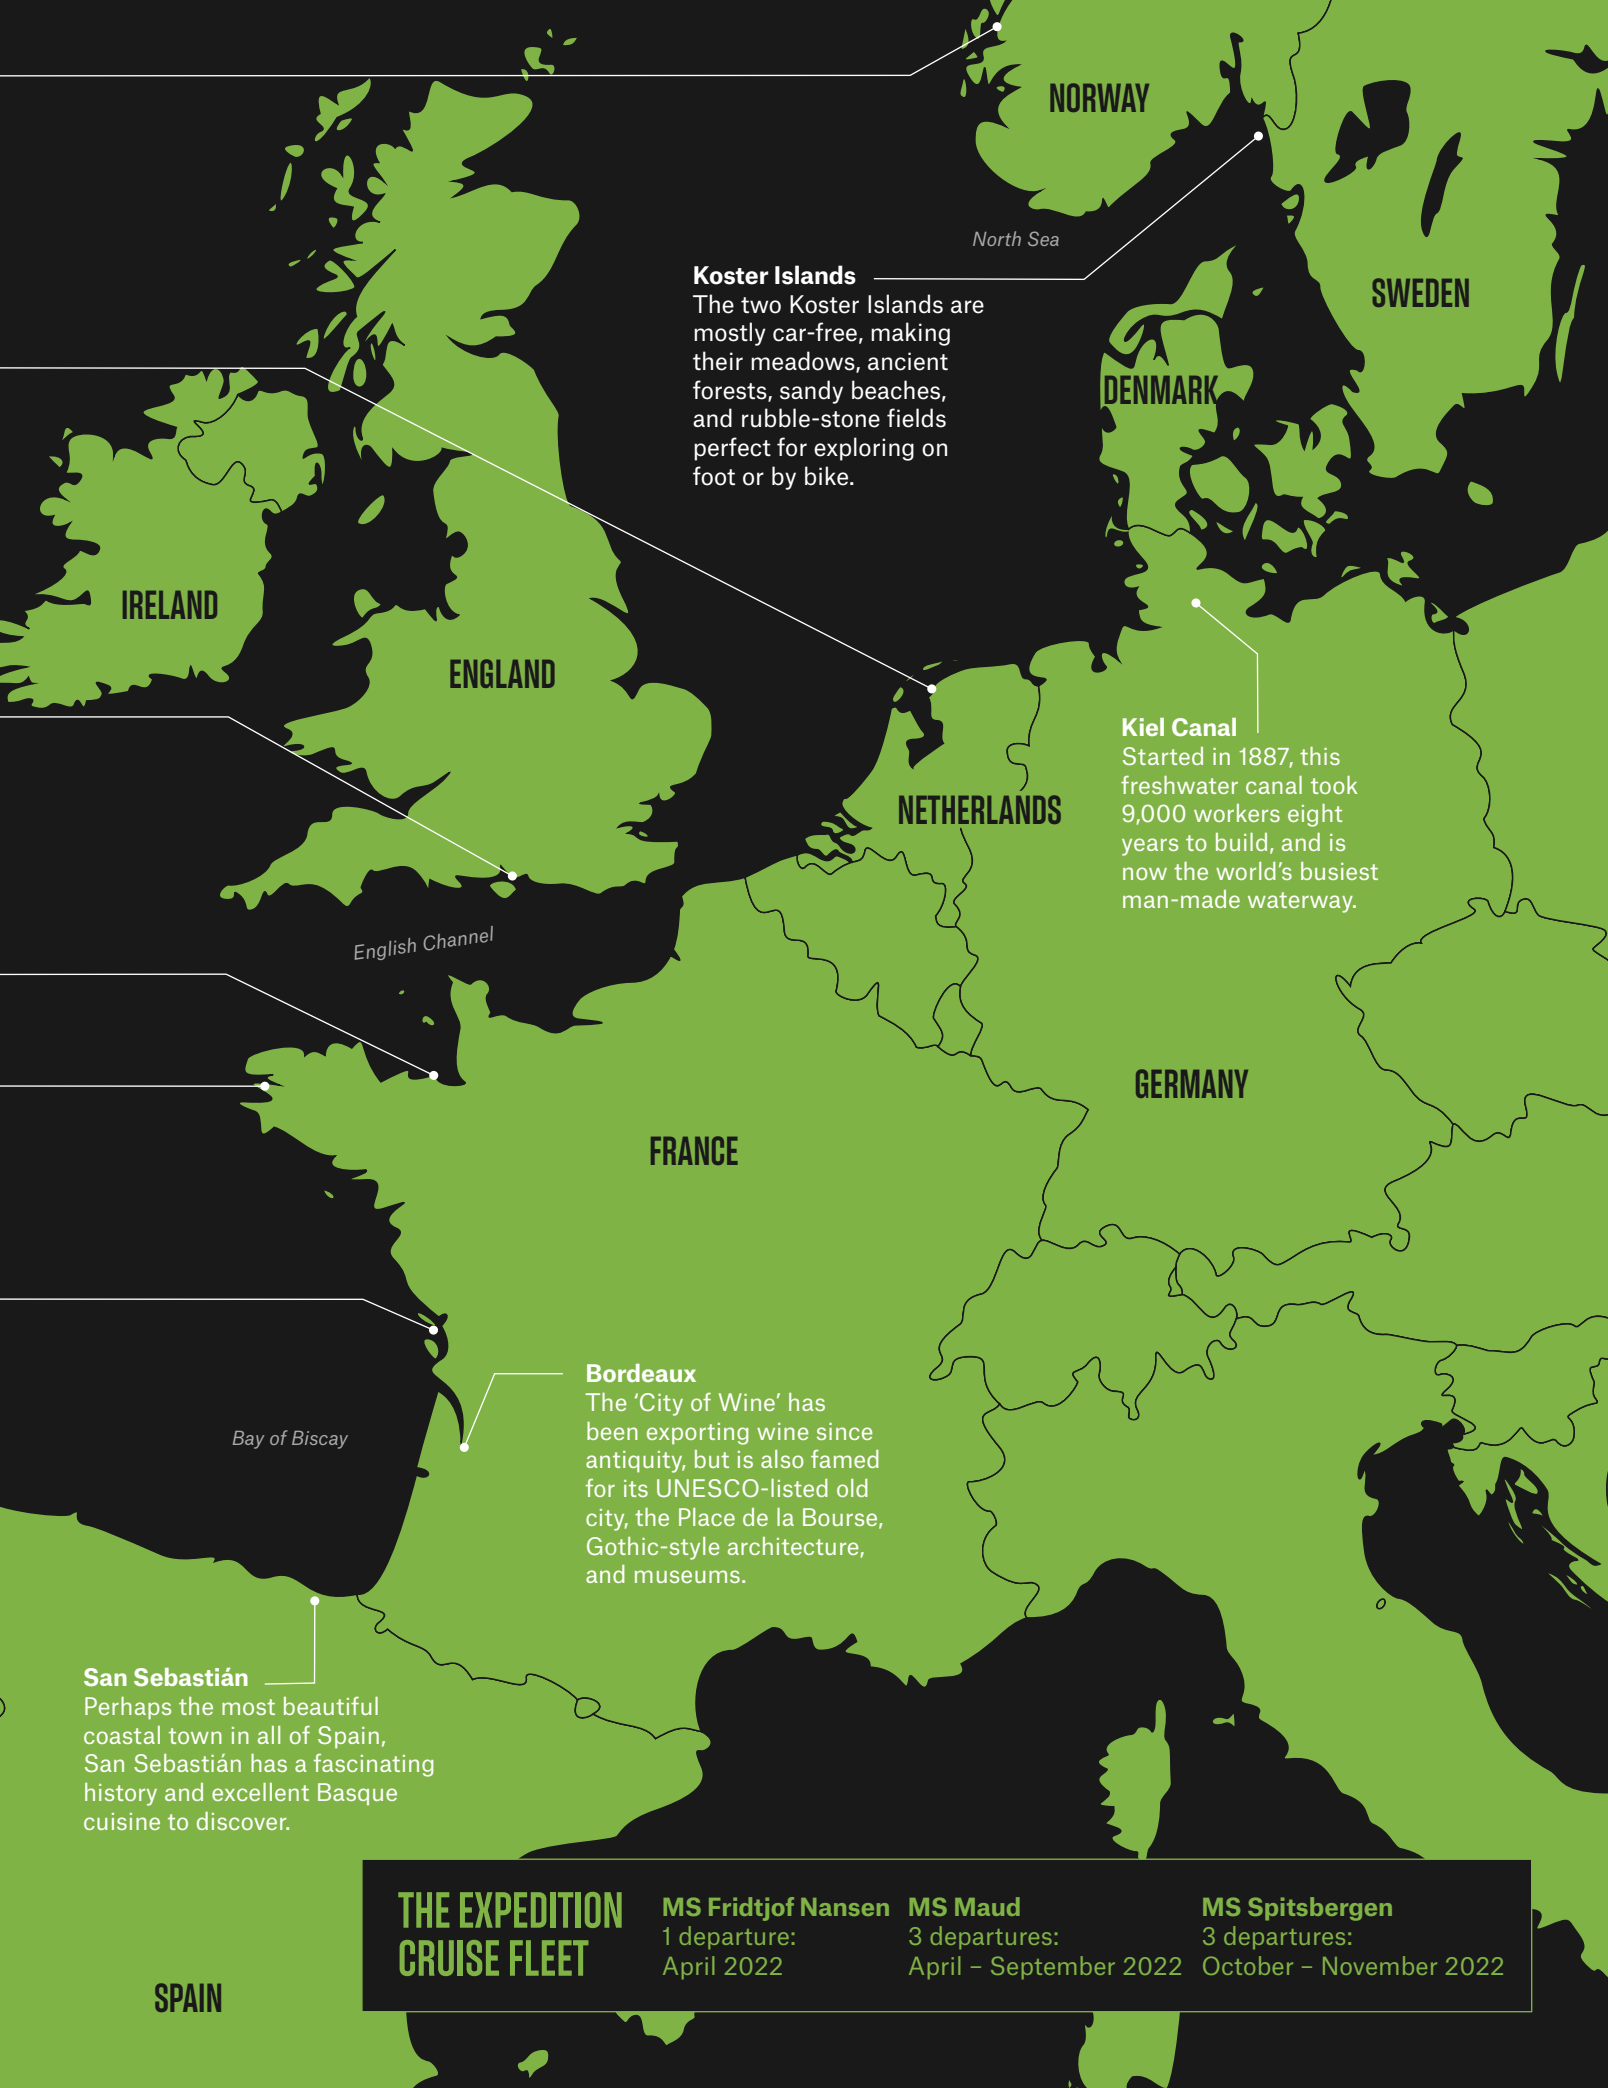 NORWAY
North Sea
SWEDEN
Koster Islands
The two Koster Islands are
mostly car-free, making
their meadows, ancient
forests, sandy beaches,
and rubble-stone fields
perfect for exploring on
foot or by bike.
DENMARK
IRELAND
ENGLAND
Kiel Canal
Started in 1887, this
freshwater canal took
9,000 workers eight
years to build, and is
now the world's busiest
man-made waterway.
NETHERLANDS
English Channel
GERMANY
FRANCE
Bordeaux
The ‘City of Wine’ has
been exporting wine since
antiquity, but is also famed
for its UNESCO-listed old
city, the Place de la Bourse,
Gothic-style architecture,
and museums.
Bay of Biscay
San Sebastián
Perhaps the most beautiful
coastal town in all of Spain,
San Sebastián has a fascinating
history and excellent Basque
cuisine to discover.
SPAIN
THE EXPEDITION
CRUISE FLEET
MS Fridtjof Nansen
1 departure:
April 2022
MS Maud
3 departures:
April – September 2022
MS Spitsbergen
3 departures:
October – November 2022